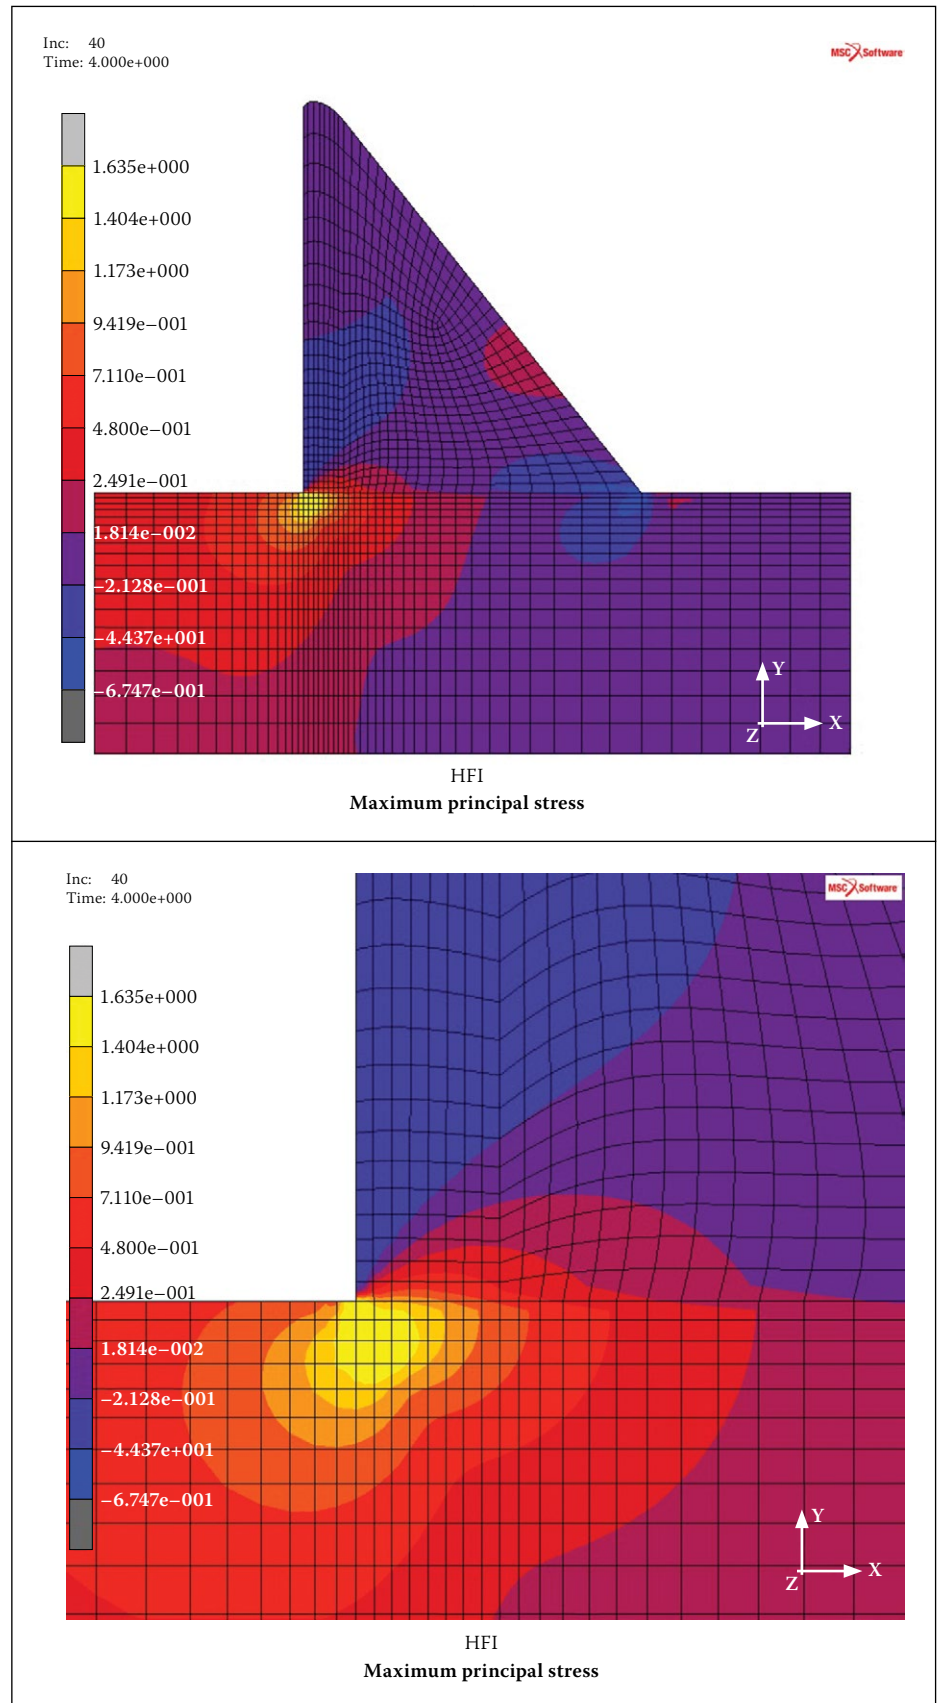 Inc: 40
Time: 4.000e+000
MSC Software
1.635e+000
1.404e+000
1.173e+000
9.419e−001
7.110e−001
4.800e−001
2.491e−001
1.814e−002
−2.128e−001
−4.437e+001
−6.747e−001
Y
X
Z
HFI
Maximum principal stress
Inc: 40
Time: 4.000e+000
MSC Software
1.635e+000
1.404e+000
1.173e+000
9.419e−001
7.110e−001
4.800e−001
2.491e−001
1.814e−002
−2.128e−001
−4.437e+001
−6.747e−001
Y
X
Z
HFI
Maximum principal stress